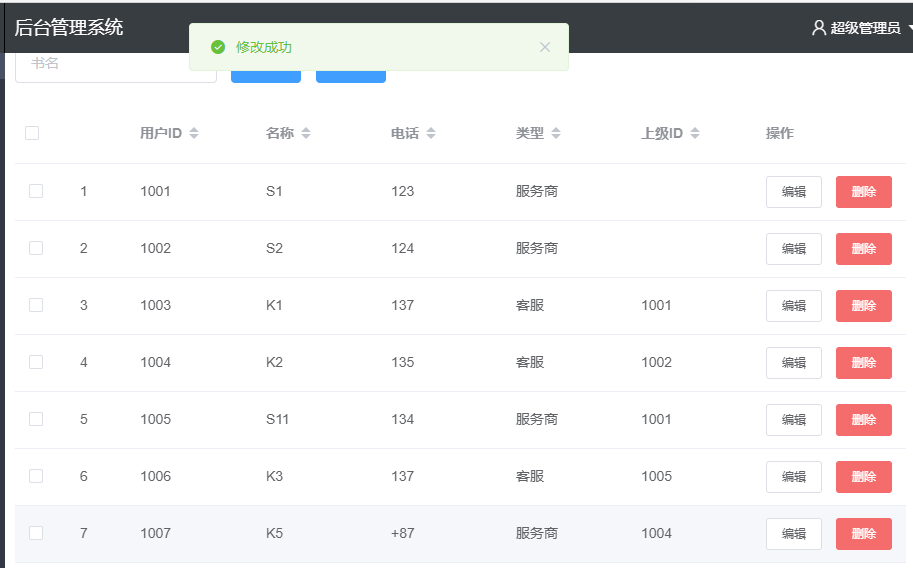 后台管理系统
修改成功
超级管理员
书名
用户ID 名称 电话 类型 上级ID 操作
1 1001 S1 123 服务商 编辑 删除
2 1002 S2 124 服务商 编辑 删除
3 1003 K1 137 客服 1001 编辑 删除
4 1004 K2 135 客服 1002 编辑 删除
5 1005 S11 134 服务商 1001 编辑 删除
6 1006 K3 137 客服 1005 编辑 删除
7 1007 K5 +87 服务商 1004 编辑 删除